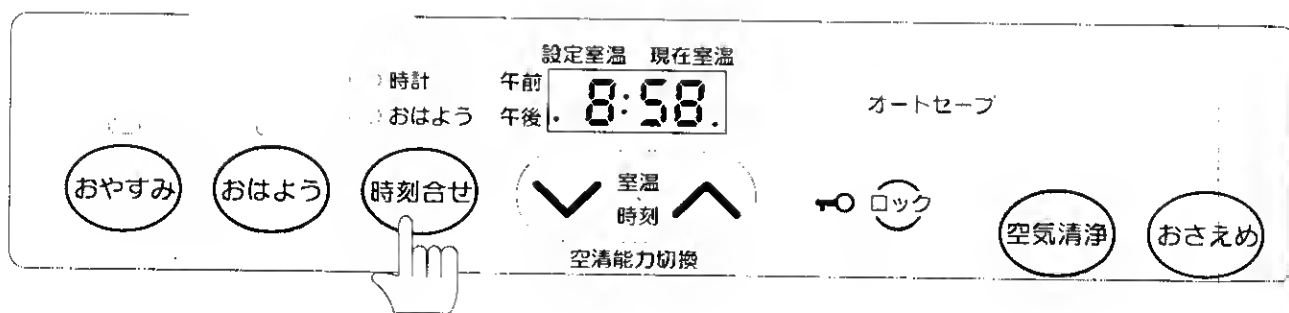 設定室温 現在室温
時計 午前
おはよう 午後
8:58
オートセーブ
おやすみ
おはよう
時刻合せ
室温
時刻
ロック
空気清浄
おさえめ
空清能力切換